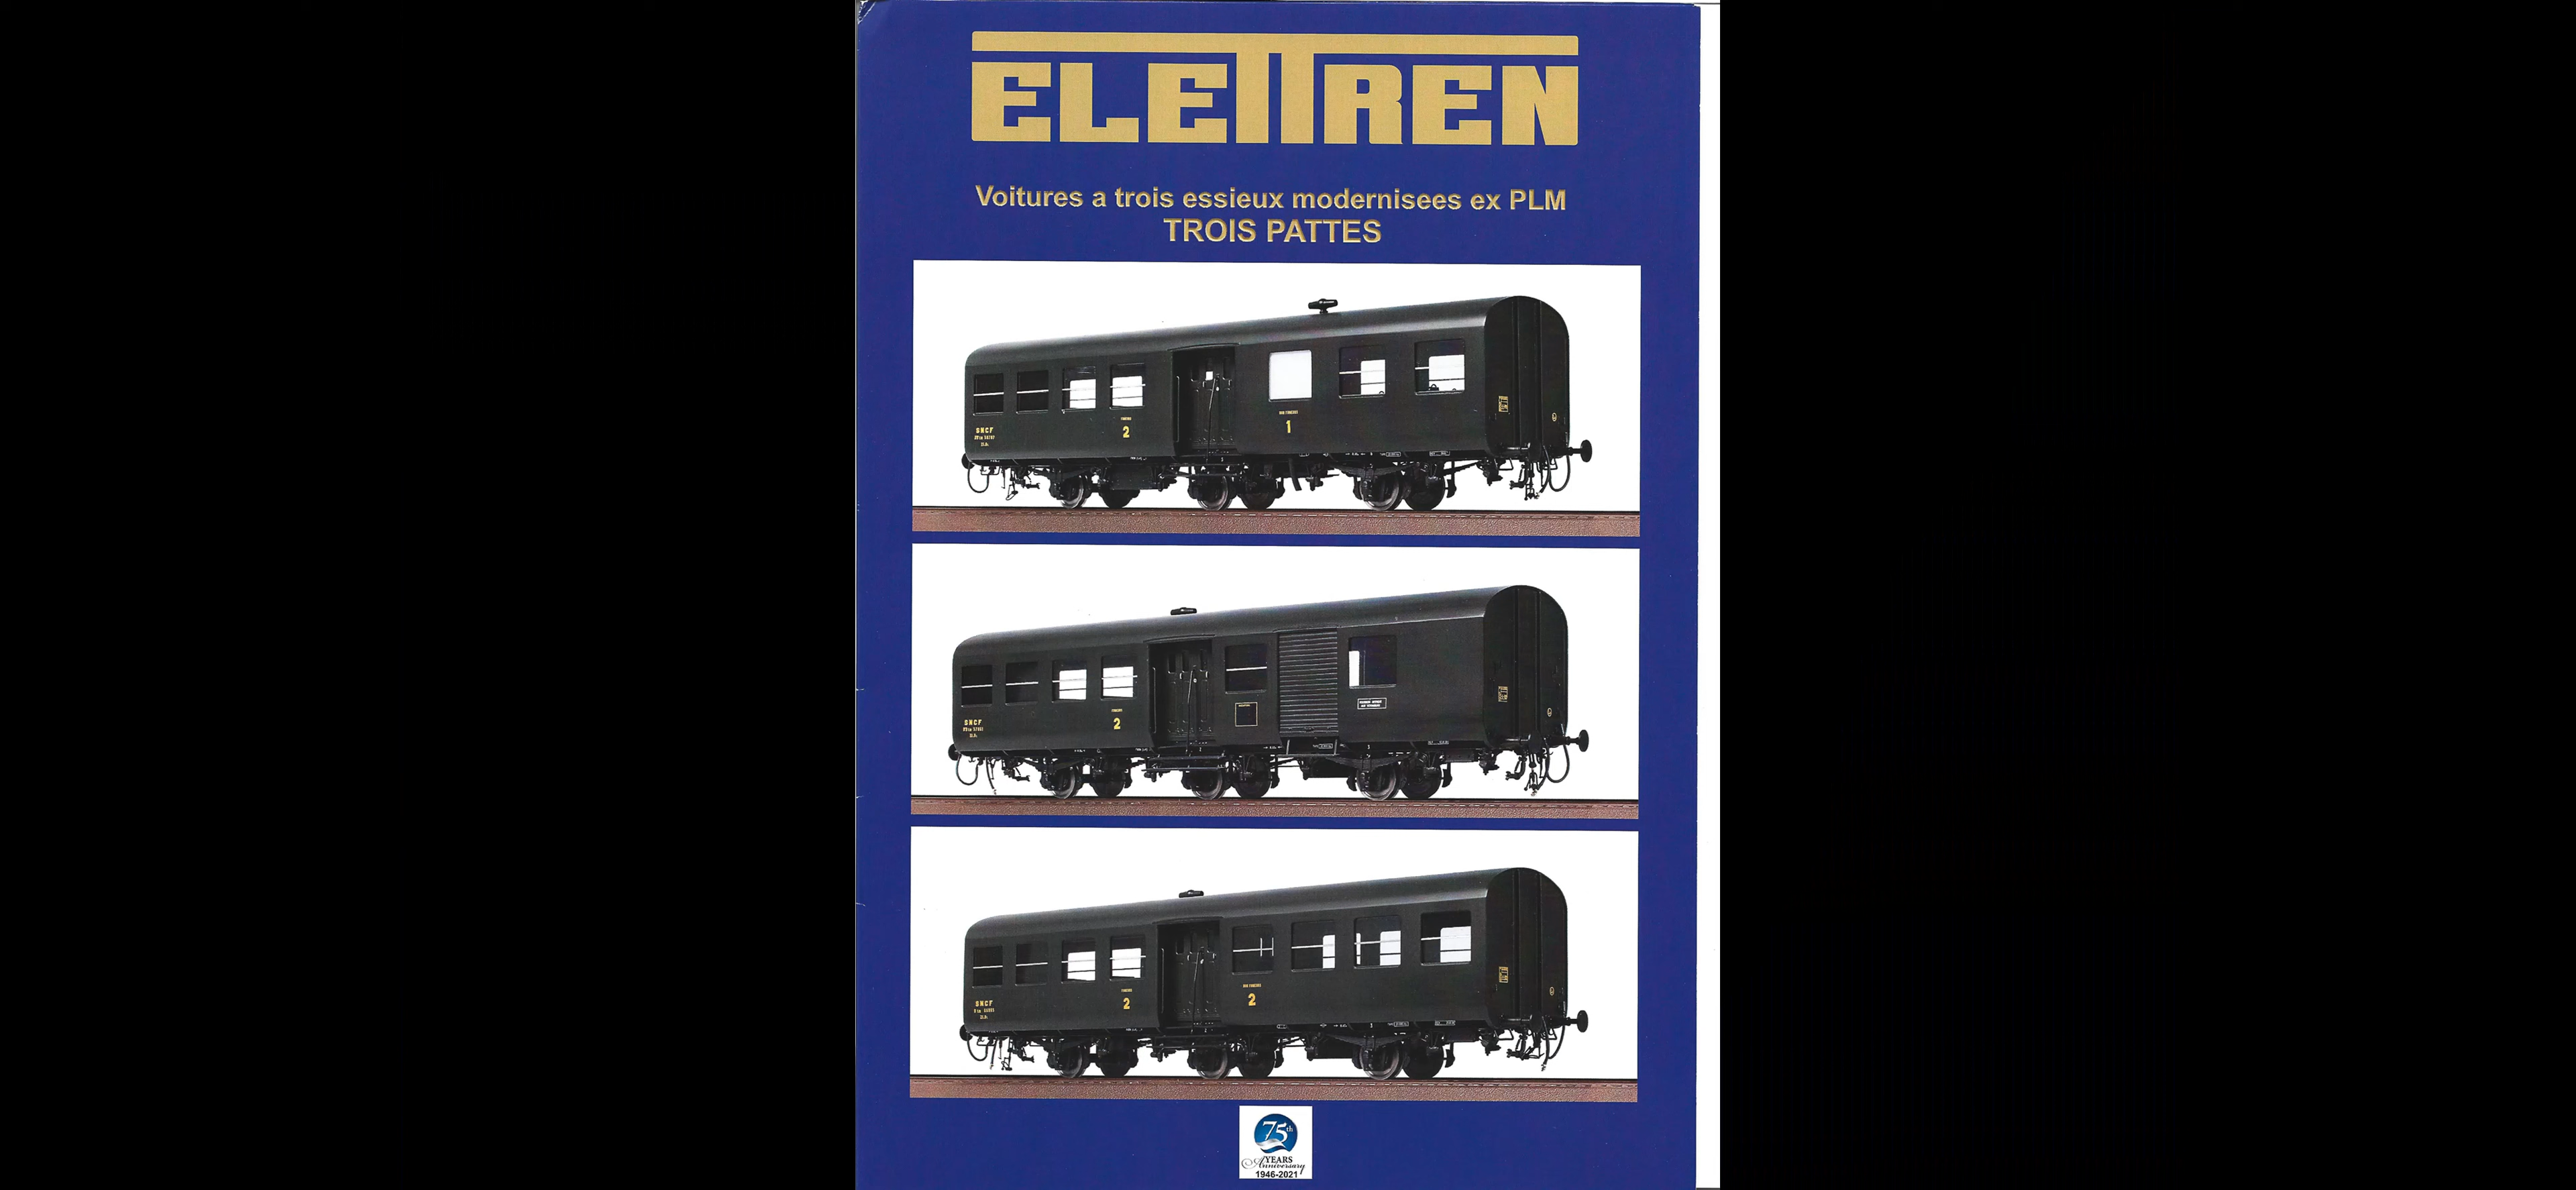 ELETTREN
Voitures a trois essieux modernisees ex PLM
TROIS PATTES
2
1
SNCF
2
SNCF
2
2
SNCF
75th
YEARS
Anniversary
1946-2021